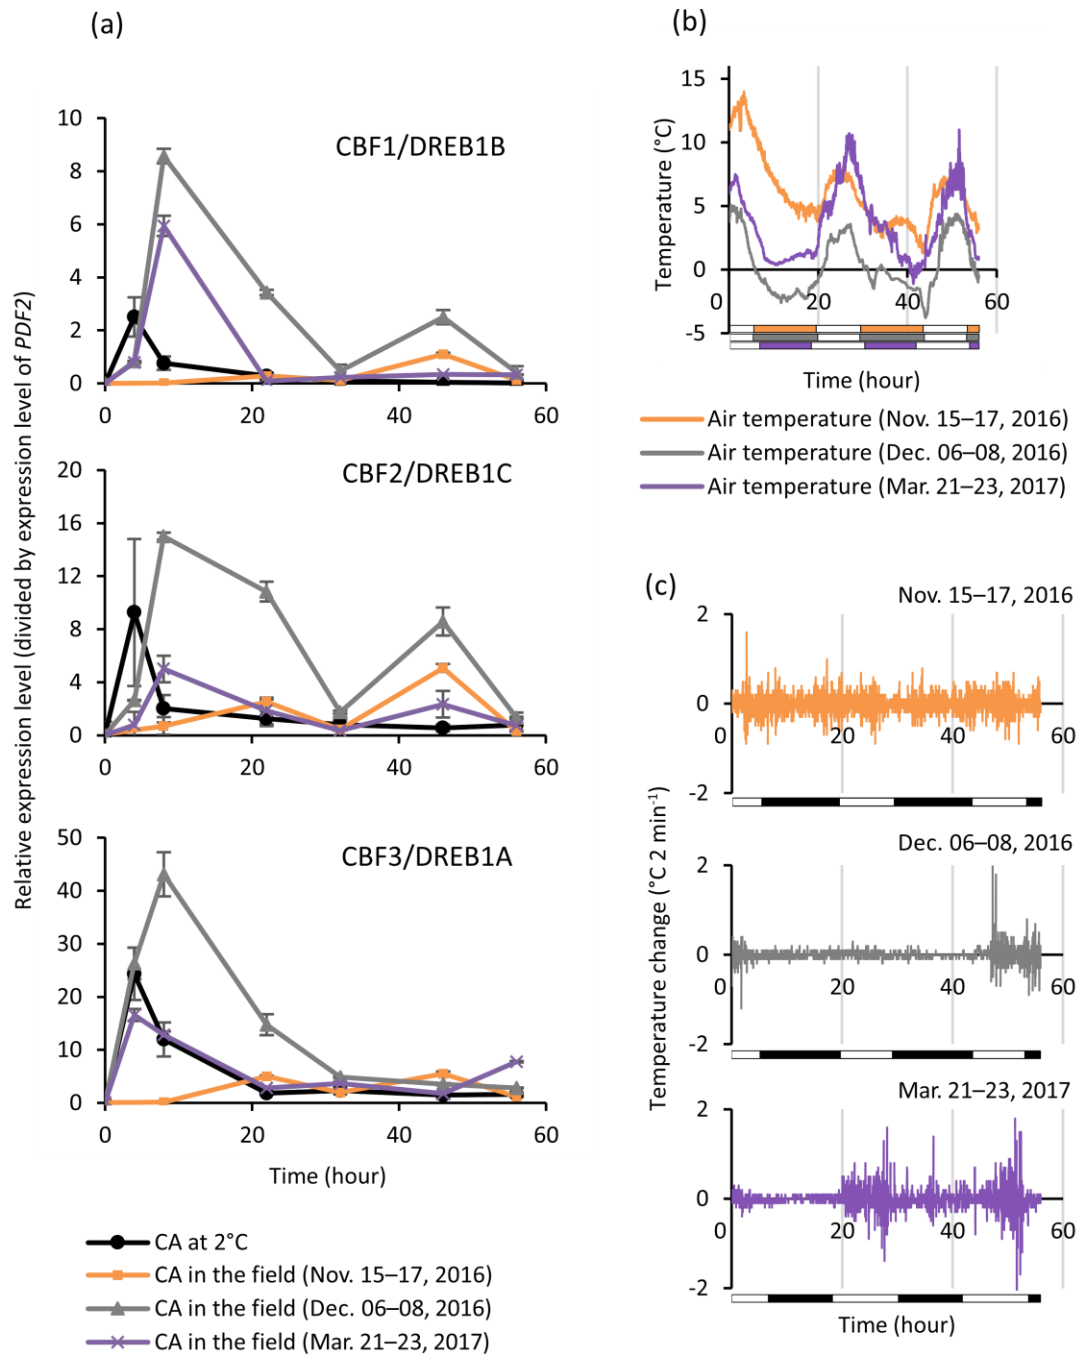 (a)
Relative expression level (divided by expression level of PDF2)
CBF1/DREB1B
10
8
6
4
2
0
0 20 40 60
CBF2/DREB1C
20
16
12
8
4
0
0 20 40 60
CBF3/DREB1A
50
40
30
20
10
0
0 20 40 60
Time (hour)
CA at 2°C
CA in the field (Nov. 15–17, 2016)
CA in the field (Dec. 06–08, 2016)
CA in the field (Mar. 21–23, 2017)
(b)
Temperature (°C)
15
10
5
0
-5
0 20 40 60
Time (hour)
Air temperature (Nov. 15–17, 2016)
Air temperature (Dec. 06–08, 2016)
Air temperature (Mar. 21–23, 2017)
(c)
Temperature change (°C 2 min⁻¹)
Nov. 15–17, 2016
2
0
-2
0 20 40 60
Dec. 06–08, 2016
2
0
-2
0 20 40 60
Mar. 21–23, 2017
2
0
-2
0 20 40 60
Time (hour)